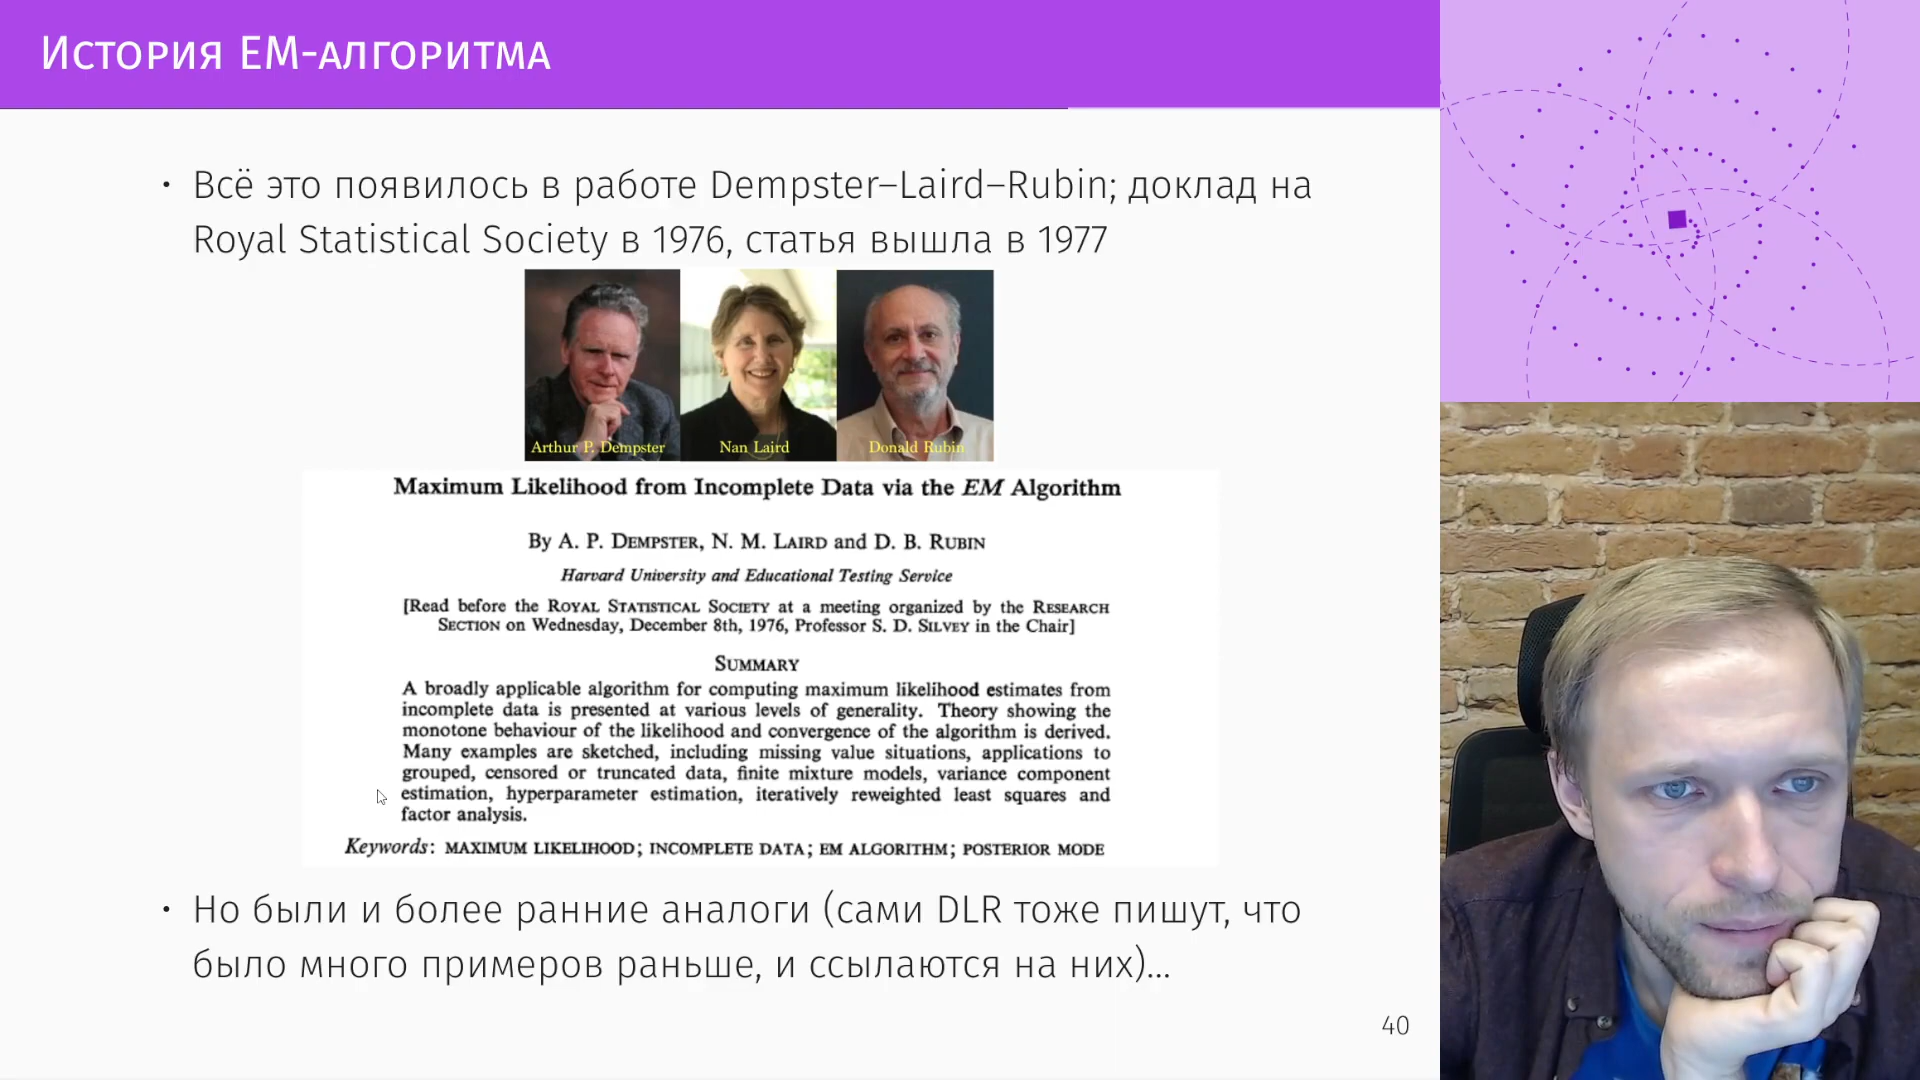 История EM-алгоритма
• Всё это появилось в работе Dempster–Laird–Rubin; доклад на
Royal Statistical Society в 1976, статья вышла в 1977
Arthur P. Dempster
Nan Laird
Donald Rubin
Maximum Likelihood from Incomplete Data via the EM Algorithm
By A. P. Dempster, N. M. Laird and D. B. Rubin
Harvard University and Educational Testing Service
[Read before the Royal Statistical Society at a meeting organized by the Research
Section on Wednesday, December 8th, 1976, Professor S. D. Silvey in the Chair]
Summary
A broadly applicable algorithm for computing maximum likelihood estimates from
incomplete data is presented at various levels of generality. Theory showing the
monotone behaviour of the likelihood and convergence of the algorithm is derived.
Many examples are sketched, including missing value situations, applications to
grouped, censored or truncated data, finite mixture models, variance component
estimation, hyperparameter estimation, iteratively reweighted least squares and
factor analysis.
Keywords: MAXIMUM LIKELIHOOD; INCOMPLETE DATA; EM ALGORITHM; POSTERIOR MODE
• Но были и более ранние аналоги (сами DLR тоже пишут, что
было много примеров раньше, и ссылаются на них)...
40